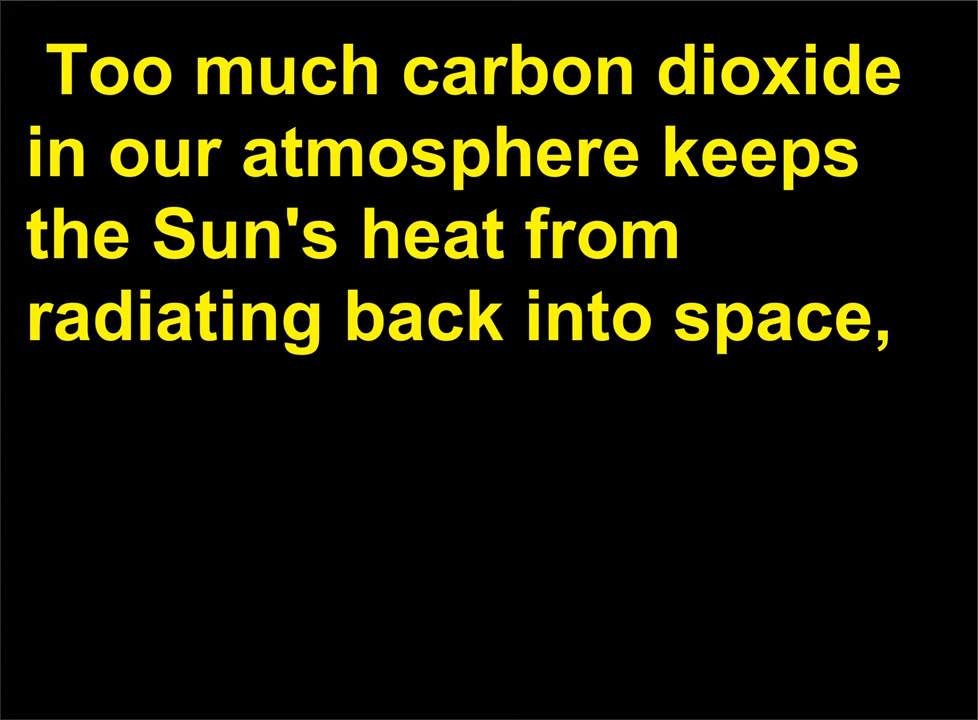 Too much carbon dioxide
in our atmosphere keeps
the Sun's heat from
radiating back into space,